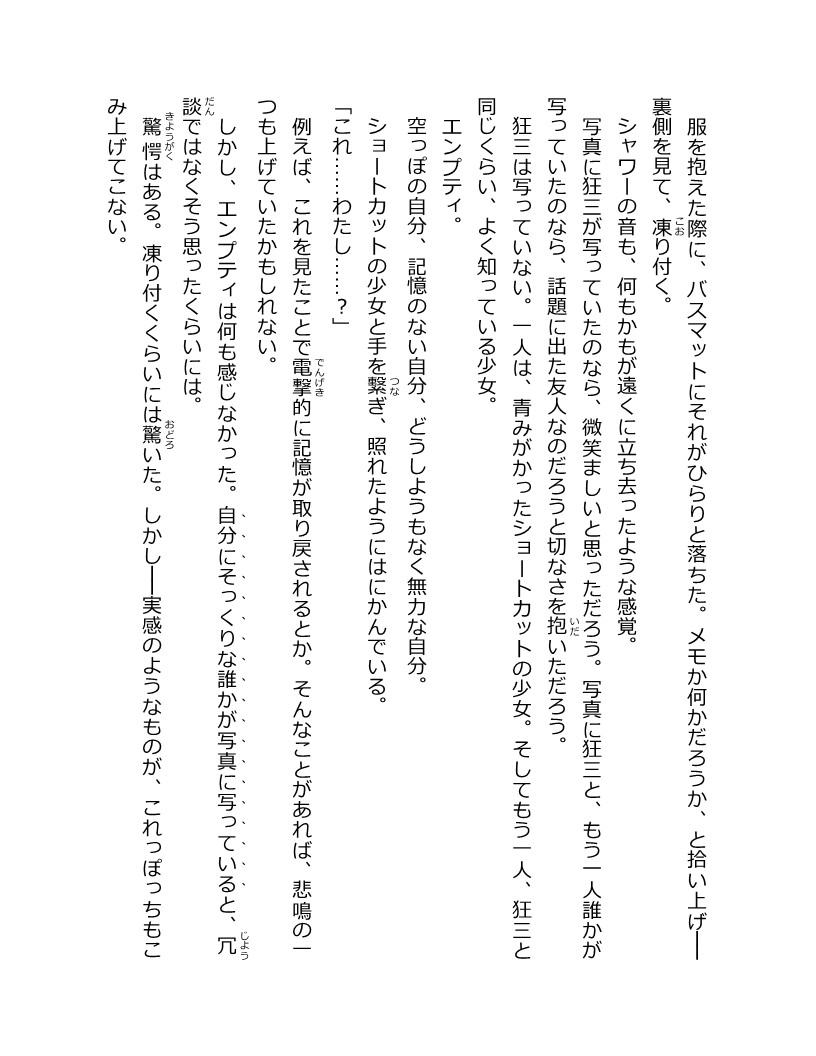 服を抱えた際に、バスマットにそれがひらりと落ちた。メモか何かだろうか、と拾い上げ――
裏側を見て、凍り付く。
シャワーの音も、何もかもが遠くに立ち去ったような感覚。
写真に狂三が写っていたのなら、微笑ましいと思っただろう。写真に狂三と、もう一人誰かが
写っていたのなら、話題に出た友人なのだろうと切なさを抱いただろう。
狂三は写っていない。一人は、青みがかったショートカットの少女。そしてもう一人、狂三と
同じくらい、よく知っている少女。
エンプティ。
空っぽの自分、記憶のない自分、どうしようもなく無力な自分。
ショートカットの少女と手を繋ぎ、照れたようにはにかんでいる。
「これ……わたし……？」
例えば、これを見たことで電撃的に記憶が取り戻されるとか。そんなことがあれば、悲鳴の一
つも上げていたかもしれない。
しかし、エンプティは何も感じなかった。自分にそっくりな誰かが写真に写っていると、冗
談ではなくそう思ったくらいには。
驚愕はある。凍り付くくらいには驚いた。しかし――実感のようなものが、これっぽっちもこ
み上げてこない。